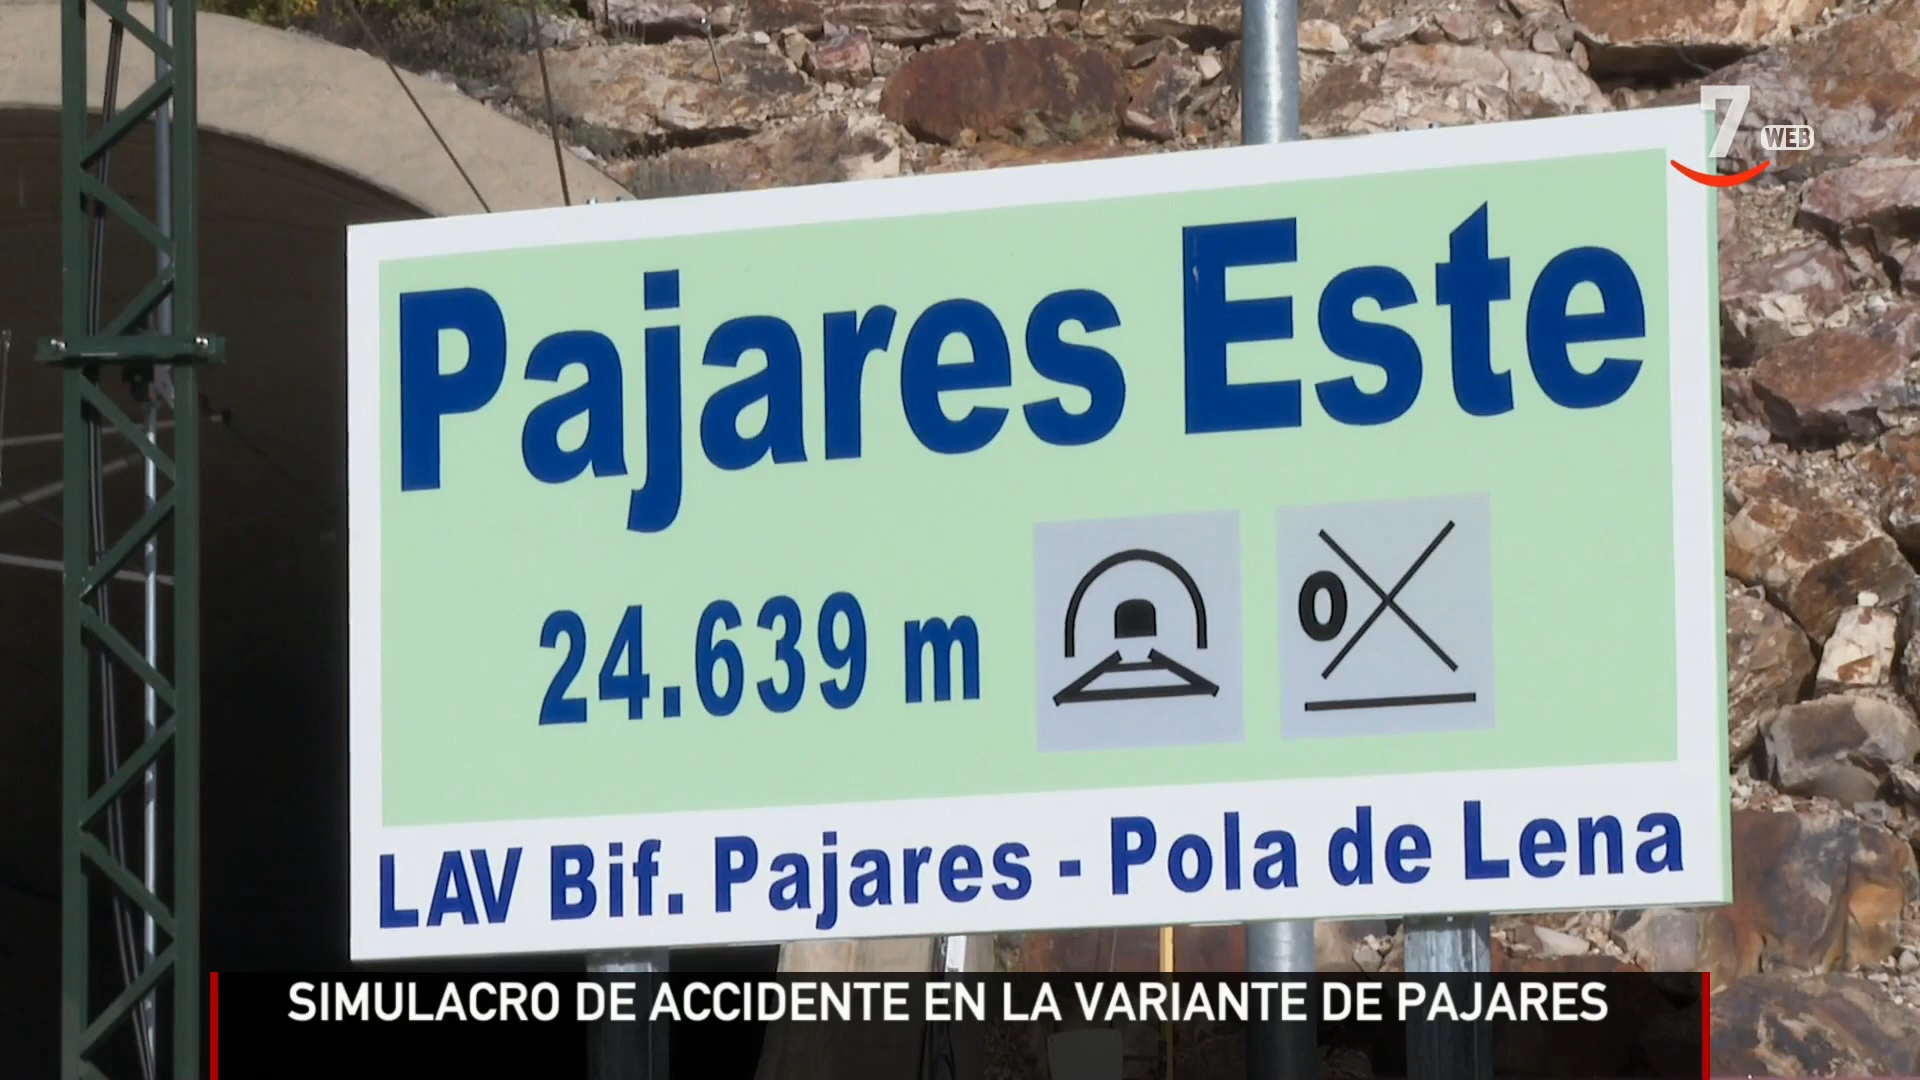 7 WEB
Pajares Este
24.639 m
0
LAV Bif. Pajares - Pola de Lena
SIMULACRO DE ACCIDENTE EN LA VARIANTE DE PAJARES